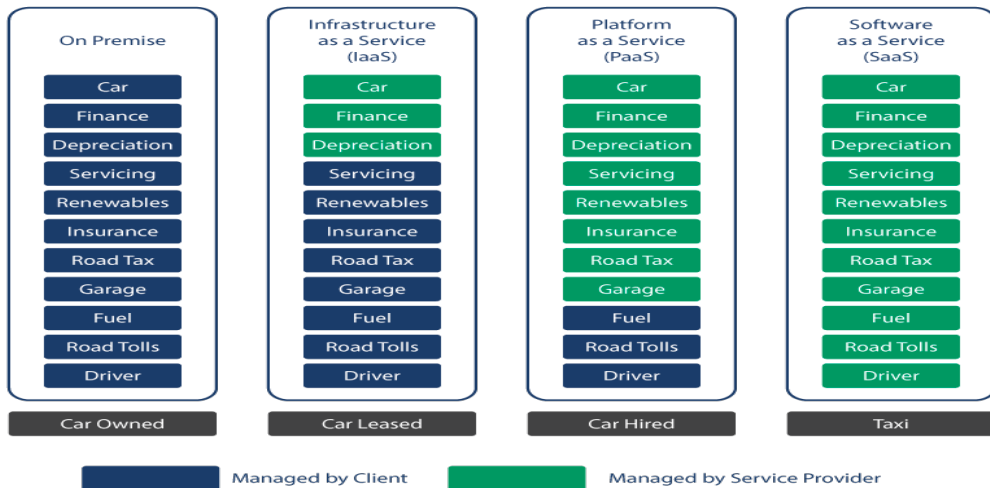 On Premise
Car
Finance
Depreciation
Servicing
Renewables
Insurance
Road Tax
Garage
Fuel
Road Tolls
Driver
Car Owned
Infrastructure
as a Service
(IaaS)
Car
Finance
Depreciation
Servicing
Renewables
Insurance
Road Tax
Garage
Fuel
Road Tolls
Driver
Car Leased
Platform
as a Service
(PaaS)
Car
Finance
Depreciation
Servicing
Renewables
Insurance
Road Tax
Garage
Fuel
Road Tolls
Driver
Car Hired
Software
as a Service
(SaaS)
Car
Finance
Depreciation
Servicing
Renewables
Insurance
Road Tax
Garage
Fuel
Road Tolls
Driver
Taxi
Managed by Client
Managed by Service Provider